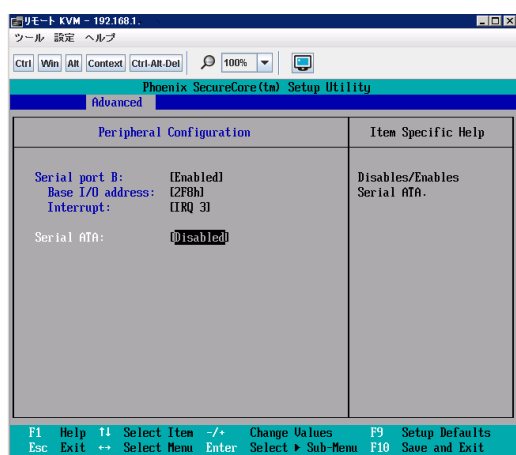 リモート KVM - 192.168.1.
ツール 設定 ヘルプ
Ctrl Win Alt Context Ctrl-Alt-Del 100%
Phoenix SecureCore(tm) Setup Utility
Advanced
Peripheral Configuration
Item Specific Help
Serial port B: [Enabled]
Base I/O address: [2F8h]
Interrupt: [IRQ 3]
Serial ATA: [Disabled]
Disables/Enables
Serial ATA.
F1 Help ↑↓ Select Item -/+ Change Values F9 Setup Defaults
Esc Exit ↔ Select Menu Enter Select ▶ Sub-Menu F10 Save and Exit